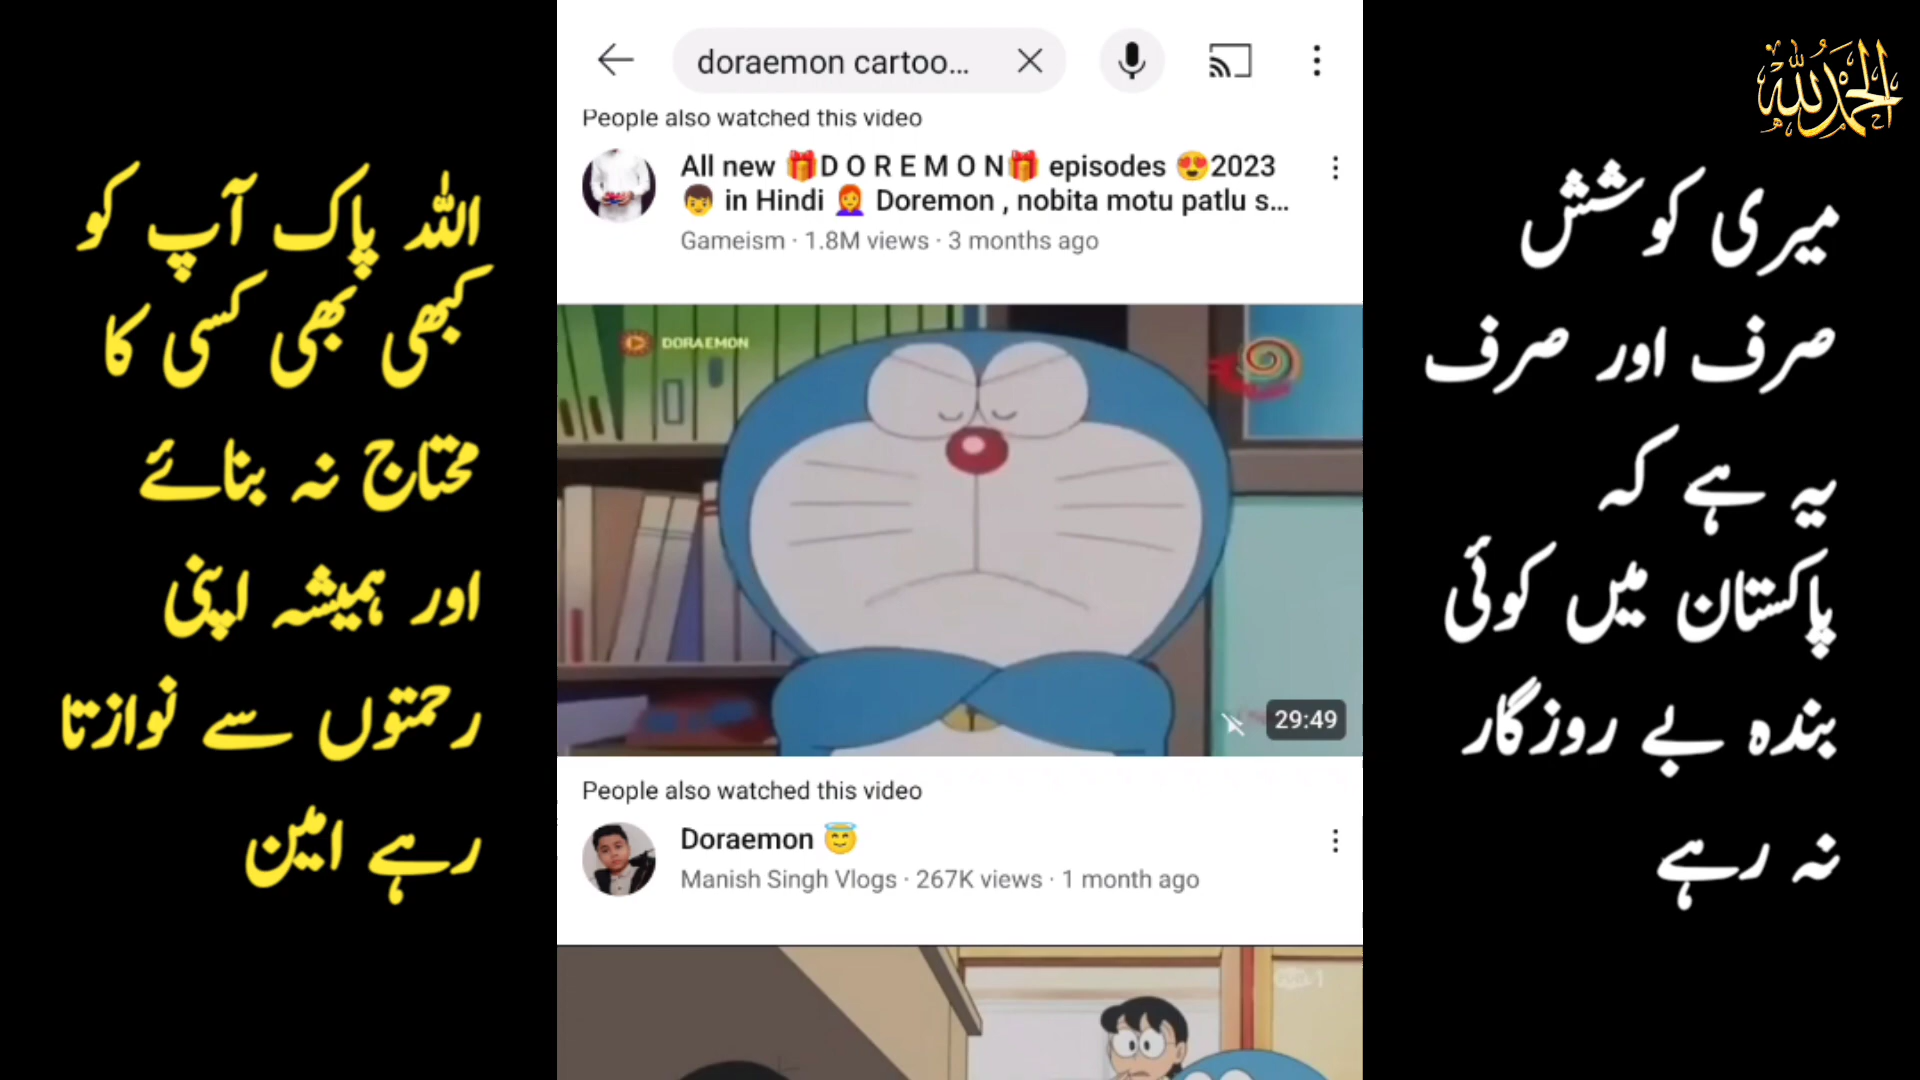 اللہ پاک آپ کو
کبھی بھی کسی کا
محتاج نہ بنائے
اور ہمیشہ اپنی
رحمتوں سے نوازتا
رہے امین
doraemon cartoo...
People also watched this video
All new 🎁D O R E M O N🎁 episodes 😍2023
👦 in Hindi 👩‍🦰 Doremon , nobita motu patlu s...
Gameism · 1.8M views · 3 months ago
DORAEMON
29:49
People also watched this video
Doraemon 😇
Manish Singh Vlogs · 267K views · 1 month ago
الحمدللہ
میری کوشش
صرف اور صرف
یہ ہے کہ
پاکستان میں کوئی
بندہ بے روزگار
نہ رہے